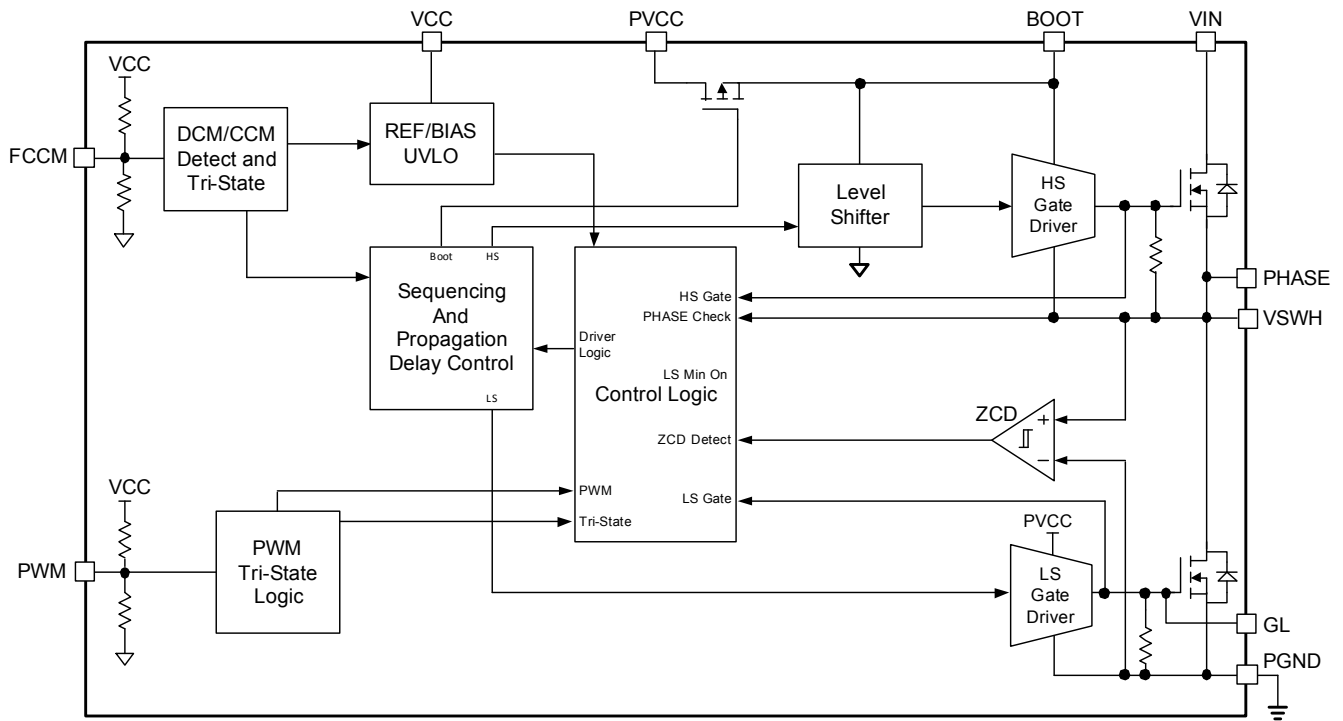 VCC
PVCC
BOOT
VIN
VCC
FCCM
DCM/CCM
Detect and
Tri-State
REF/BIAS
UVLO
Level
Shifter
HS
Gate
Driver
Boot
HS
Sequencing
And
Propagation
Delay Control
LS
HS Gate
PHASE Check
Driver
Logic
LS Min On
Control Logic
ZCD Detect
PWM
LS Gate
Tri-State
PHASE
VSWH
ZCD
+
−
VCC
PWM
PWM
Tri-State
Logic
PVCC
LS
Gate
Driver
GL
PGND